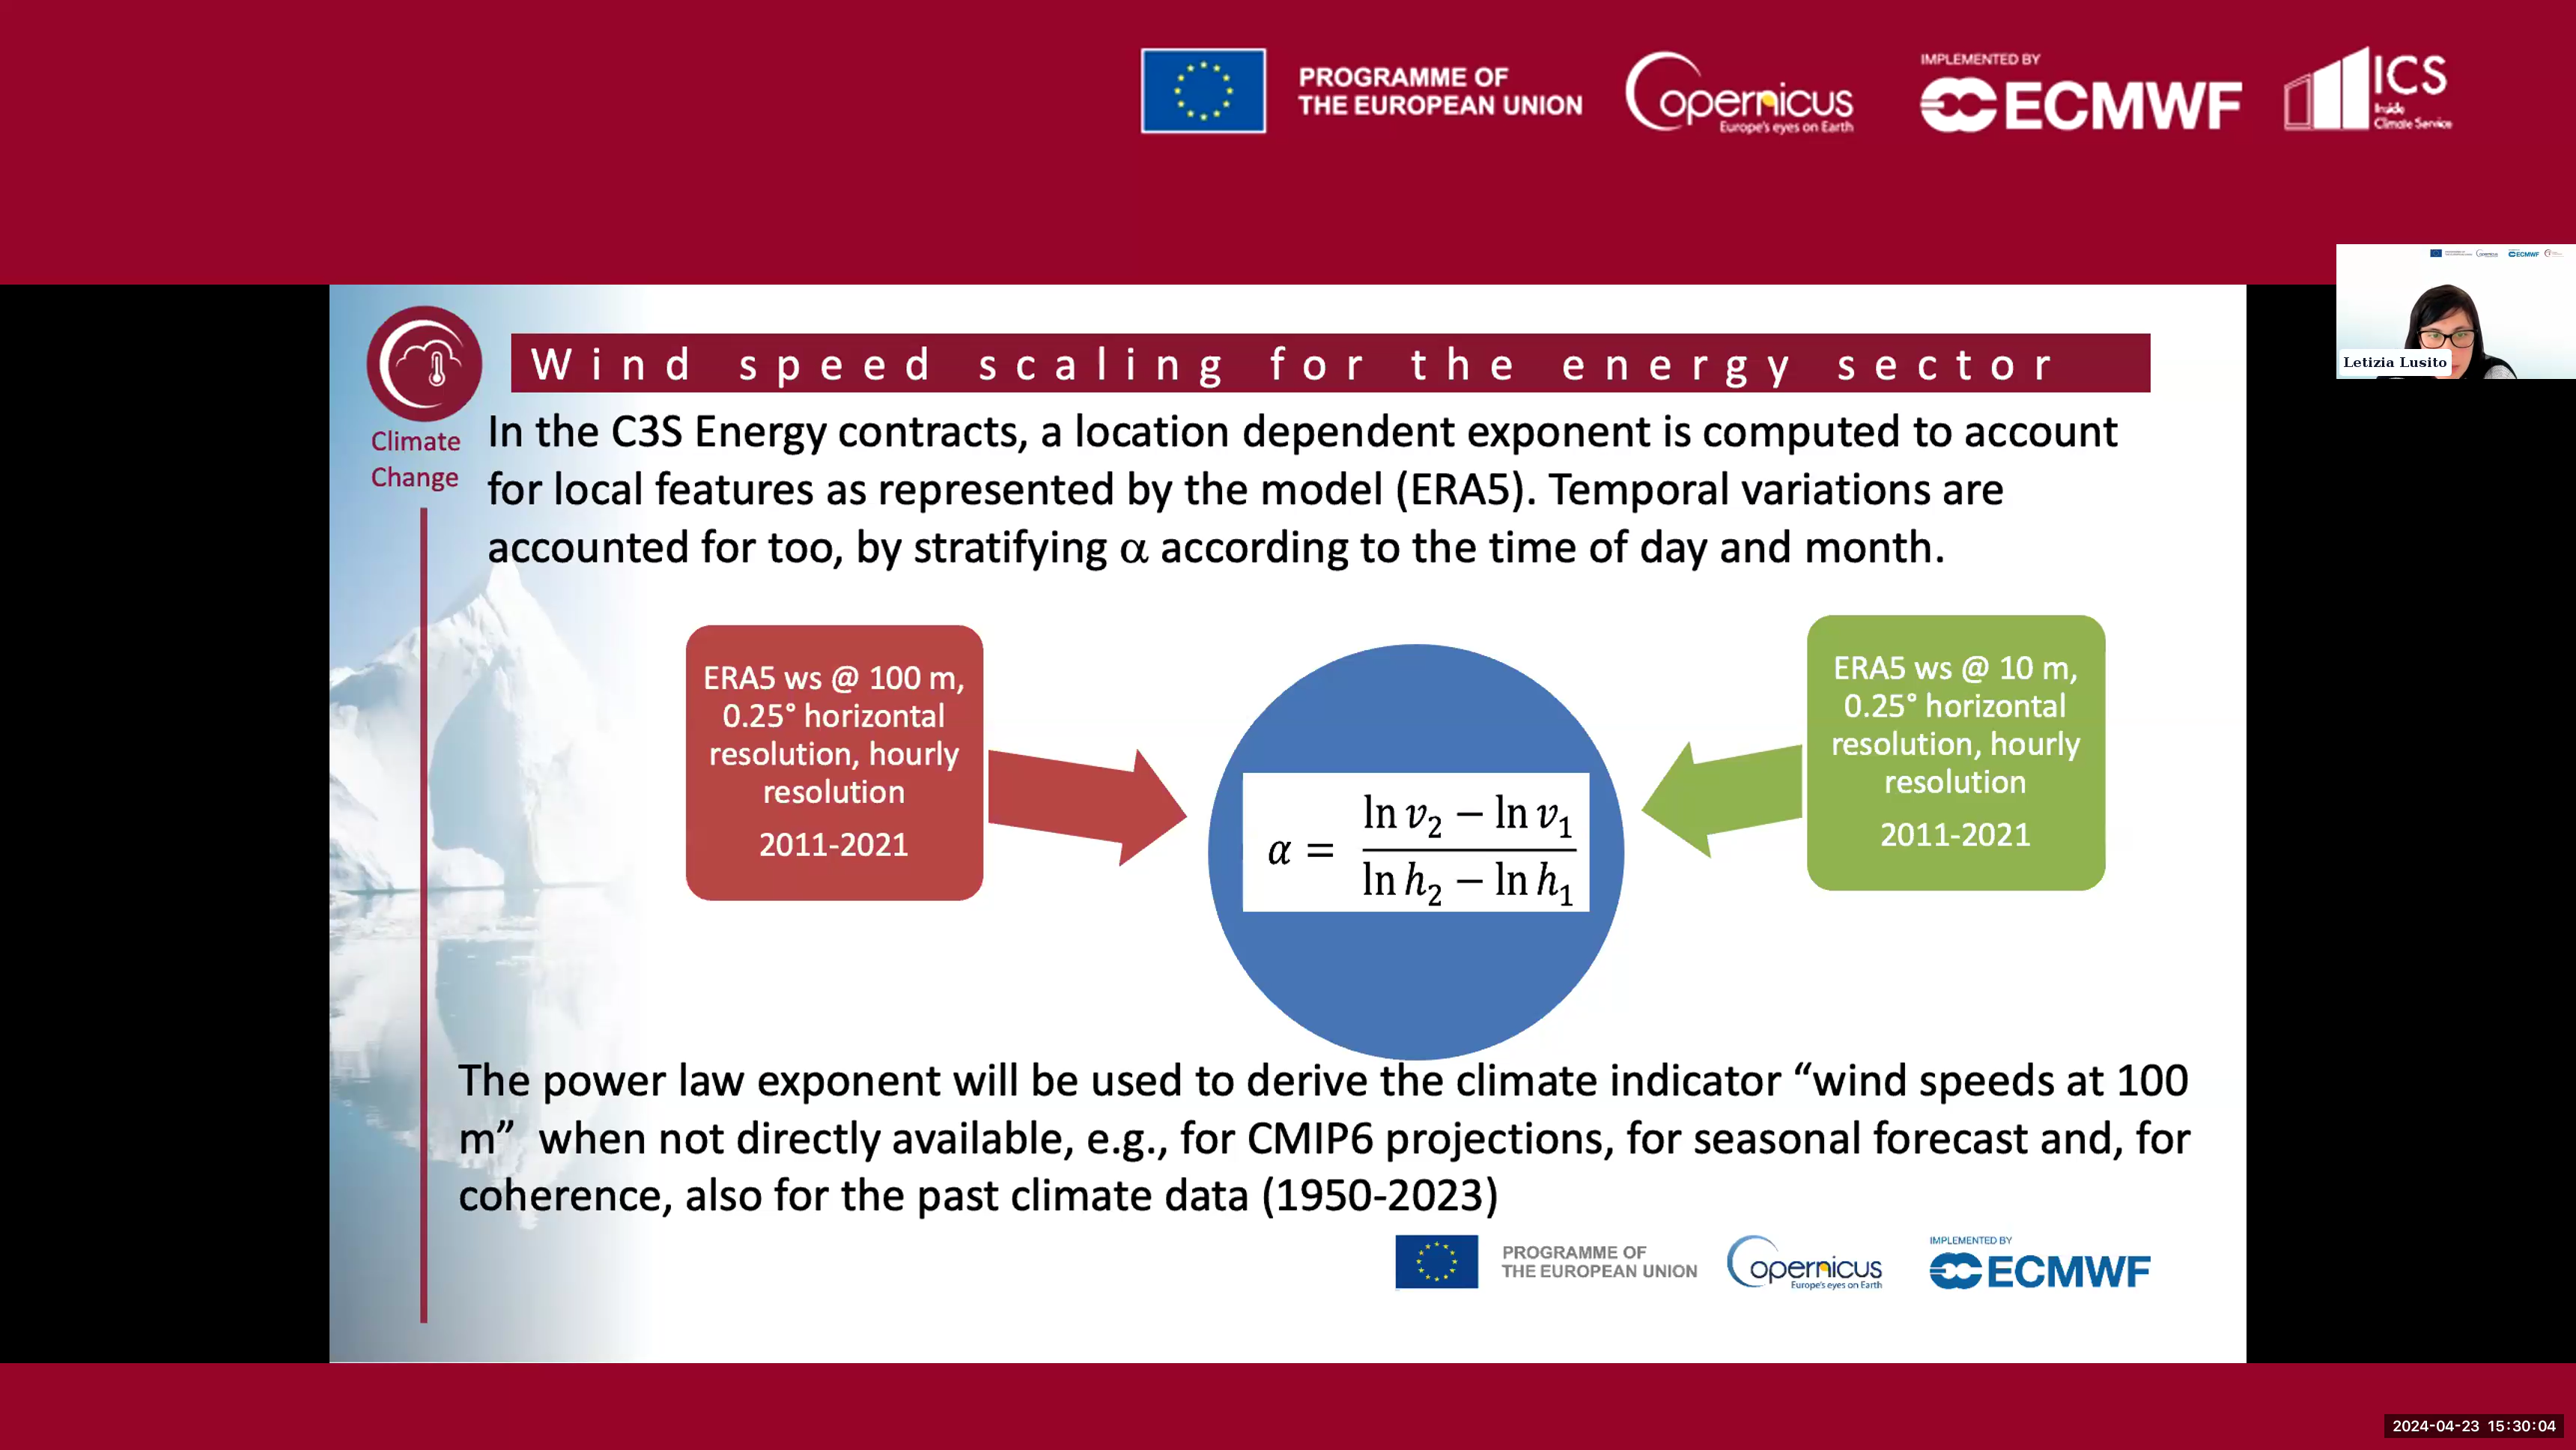 PROGRAMME OF
THE EUROPEAN UNION
Copernicus
Europe's eyes on Earth
IMPLEMENTED BY
ECMWF
ICS
Inside
Climate Service
ECMWF
Letizia Lusito
Climate
Change
Wind speed scaling for the energy sector
In the C3S Energy contracts, a location dependent exponent is computed to account
for local features as represented by the model (ERA5). Temporal variations are
accounted for too, by stratifying α according to the time of day and month.
ERA5 ws @ 100 m,
0.25° horizontal
resolution, hourly
resolution
2011-2021
α = (ln v₂ − ln v₁) / (ln h₂ − ln h₁)
ERA5 ws @ 10 m,
0.25° horizontal
resolution, hourly
resolution
2011-2021
The power law exponent will be used to derive the climate indicator “wind speeds at 100
m” when not directly available, e.g., for CMIP6 projections, for seasonal forecast and, for
coherence, also for the past climate data (1950-2023)
PROGRAMME OF
THE EUROPEAN UNION
Copernicus
Europe's eyes on Earth
IMPLEMENTED BY
ECMWF
2024-04-23 15:30:04